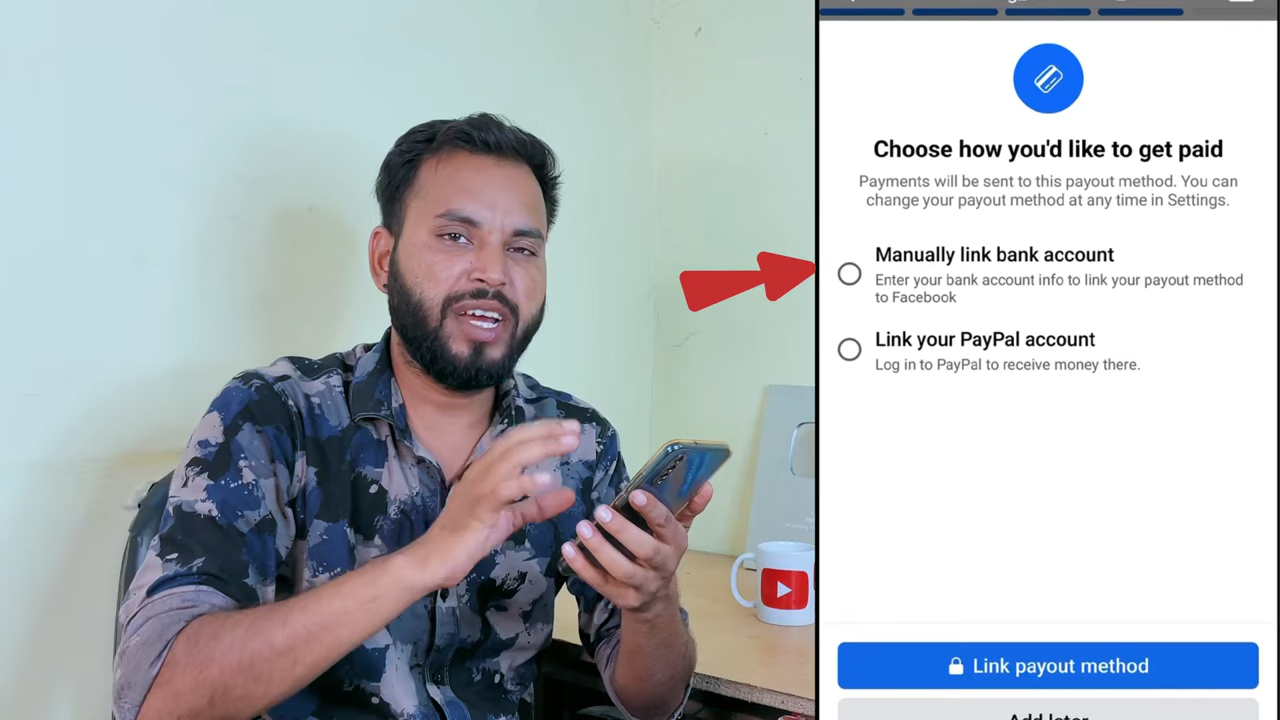 Choose how you'd like to get paid
Payments will be sent to this payout method. You can
change your payout method at any time in Settings.
Manually link bank account
Enter your bank account info to link your payout method
to Facebook
Link your PayPal account
Log in to PayPal to receive money there.
Link payout method
Add later